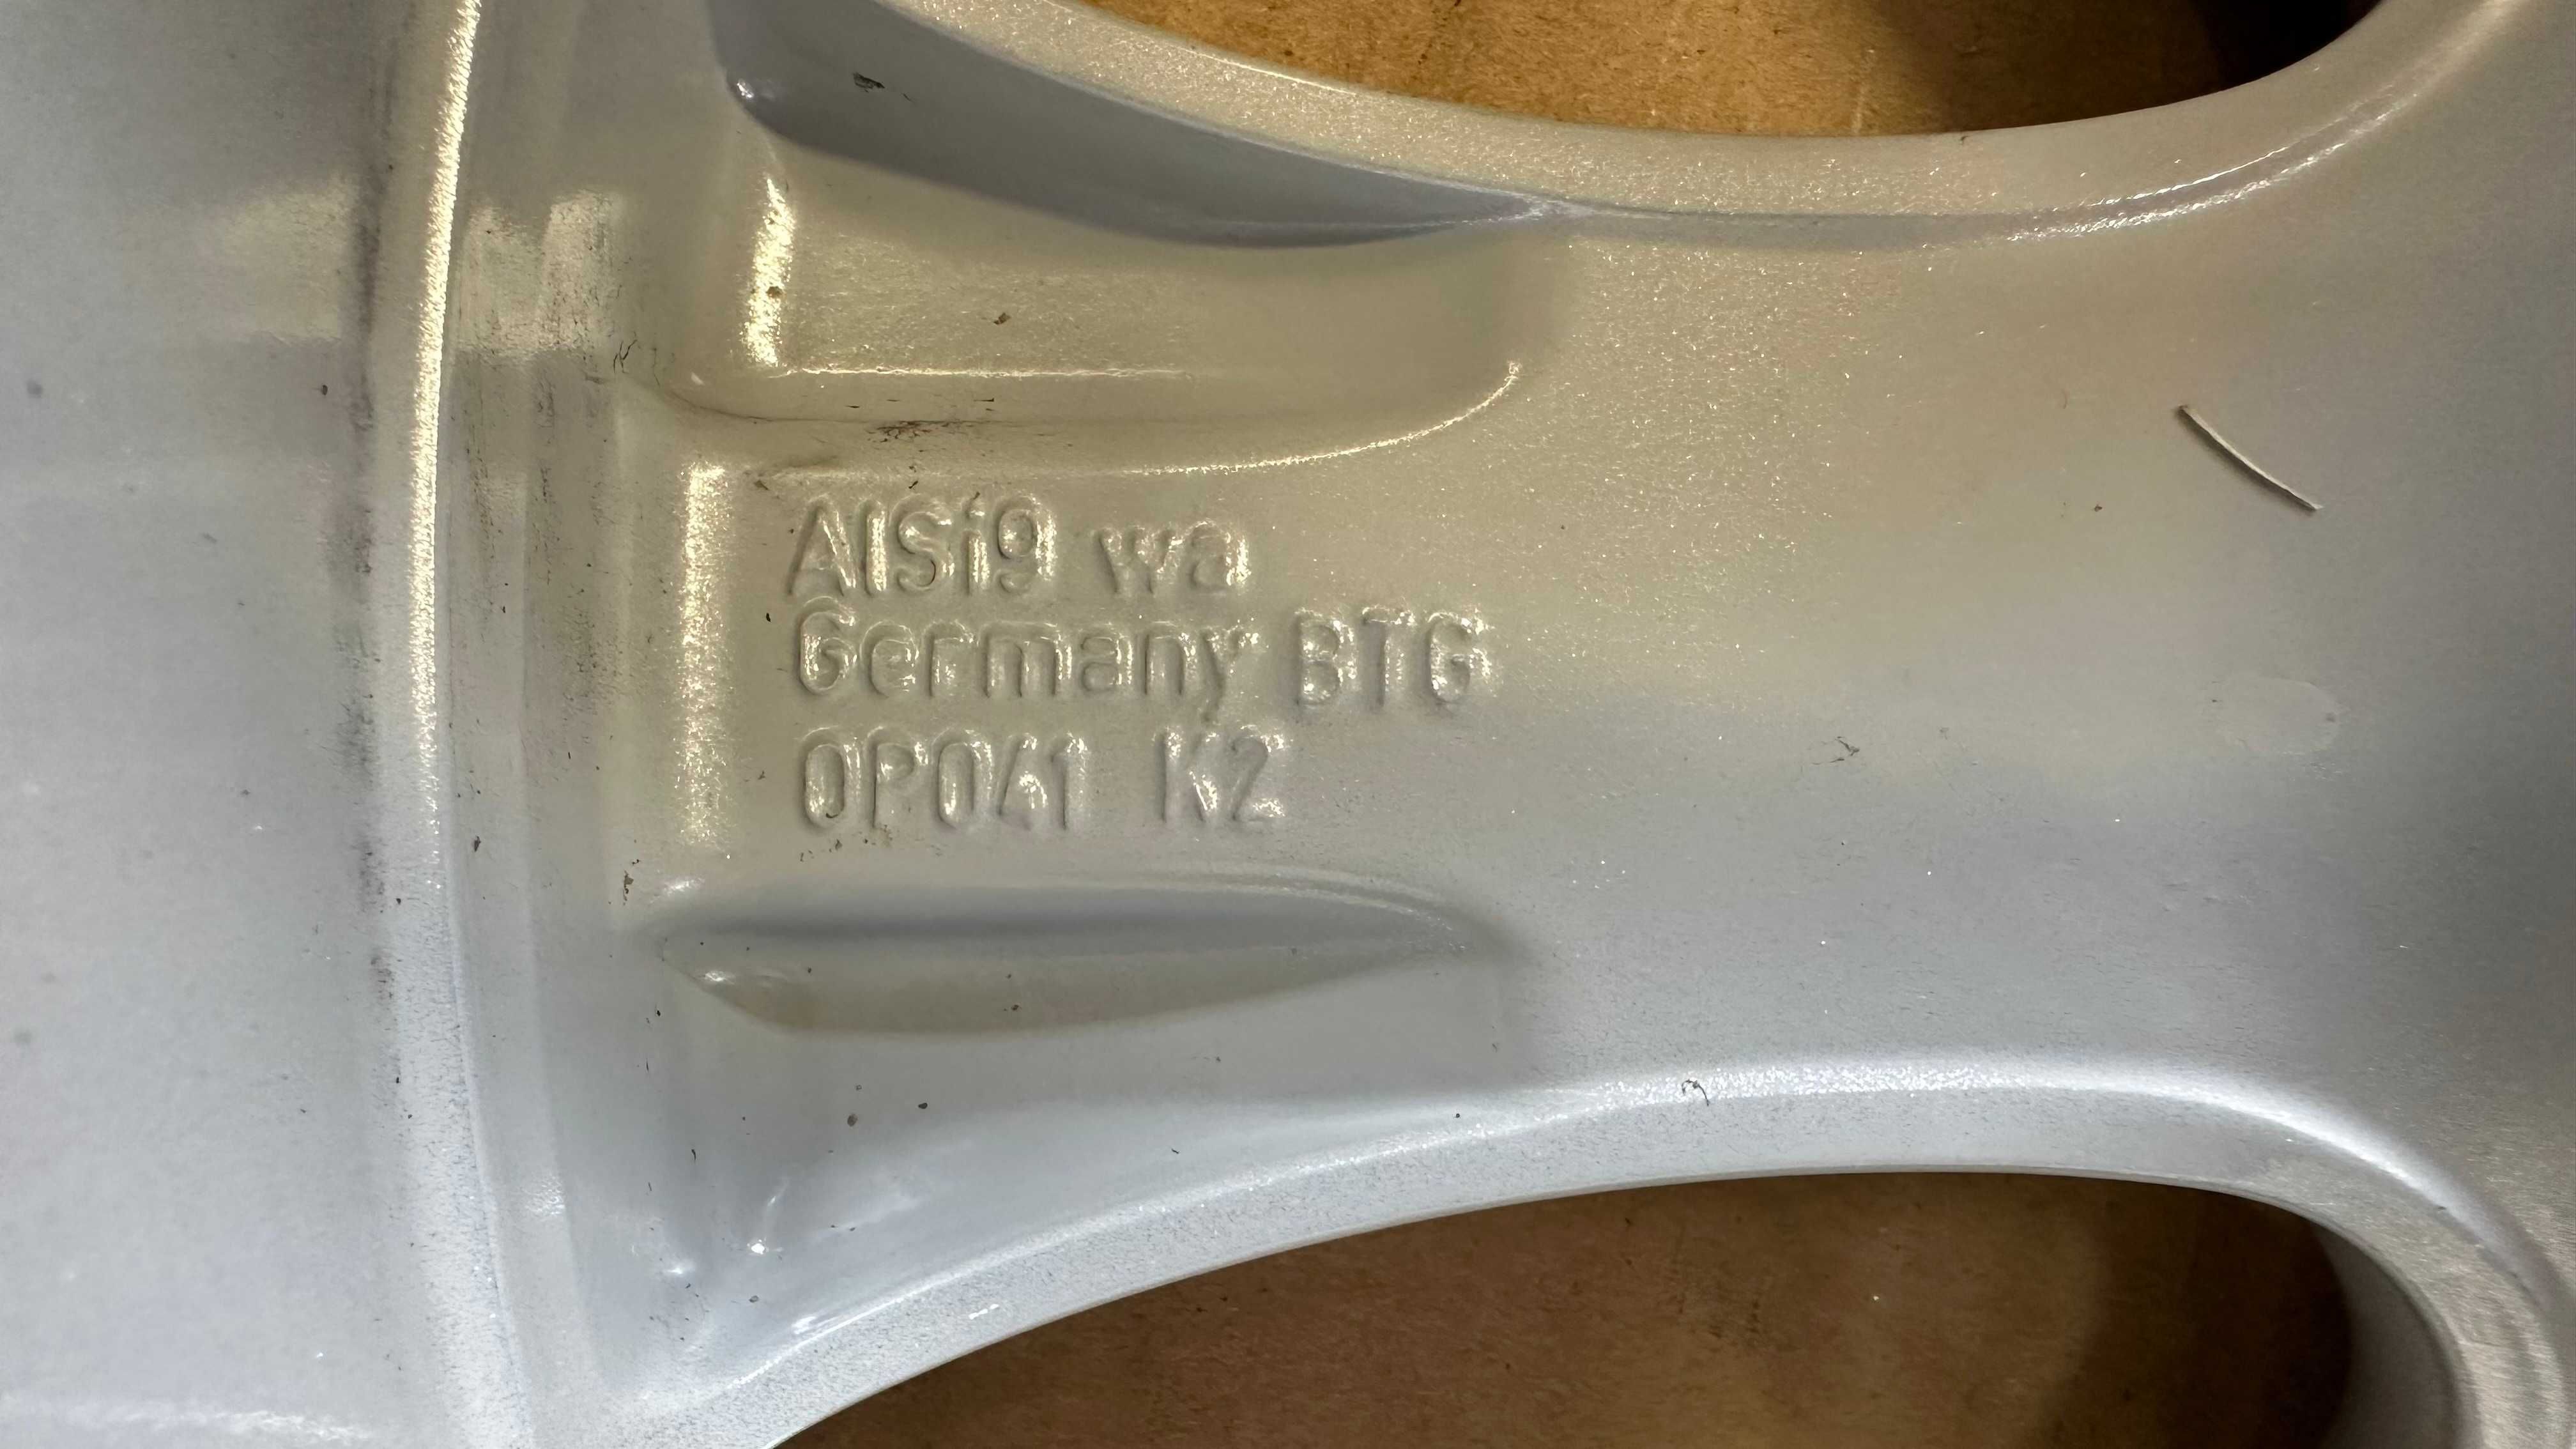 AlSi9 wa
Germany BTG
0P041 K2